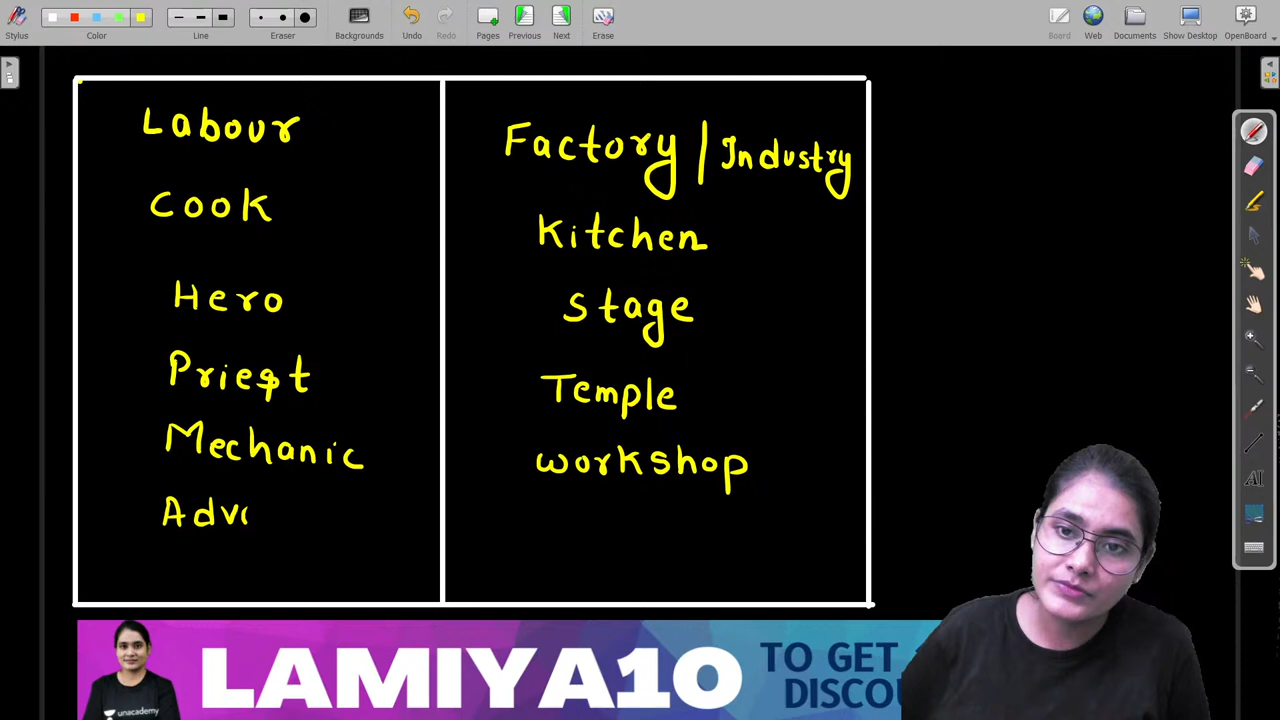 Stylus
Color
Line
Eraser
Backgrounds
Undo
Redo
Pages
Previous
Next
Erase
Board
Web
Documents
Show Desktop
OpenBoard
Labour Factory / Industry
Cook Kitchen
Hero Stage
Priest Temple
Mechanic workshop
Adv
unacademy
LAMIYA10
TO GET
DISCOU